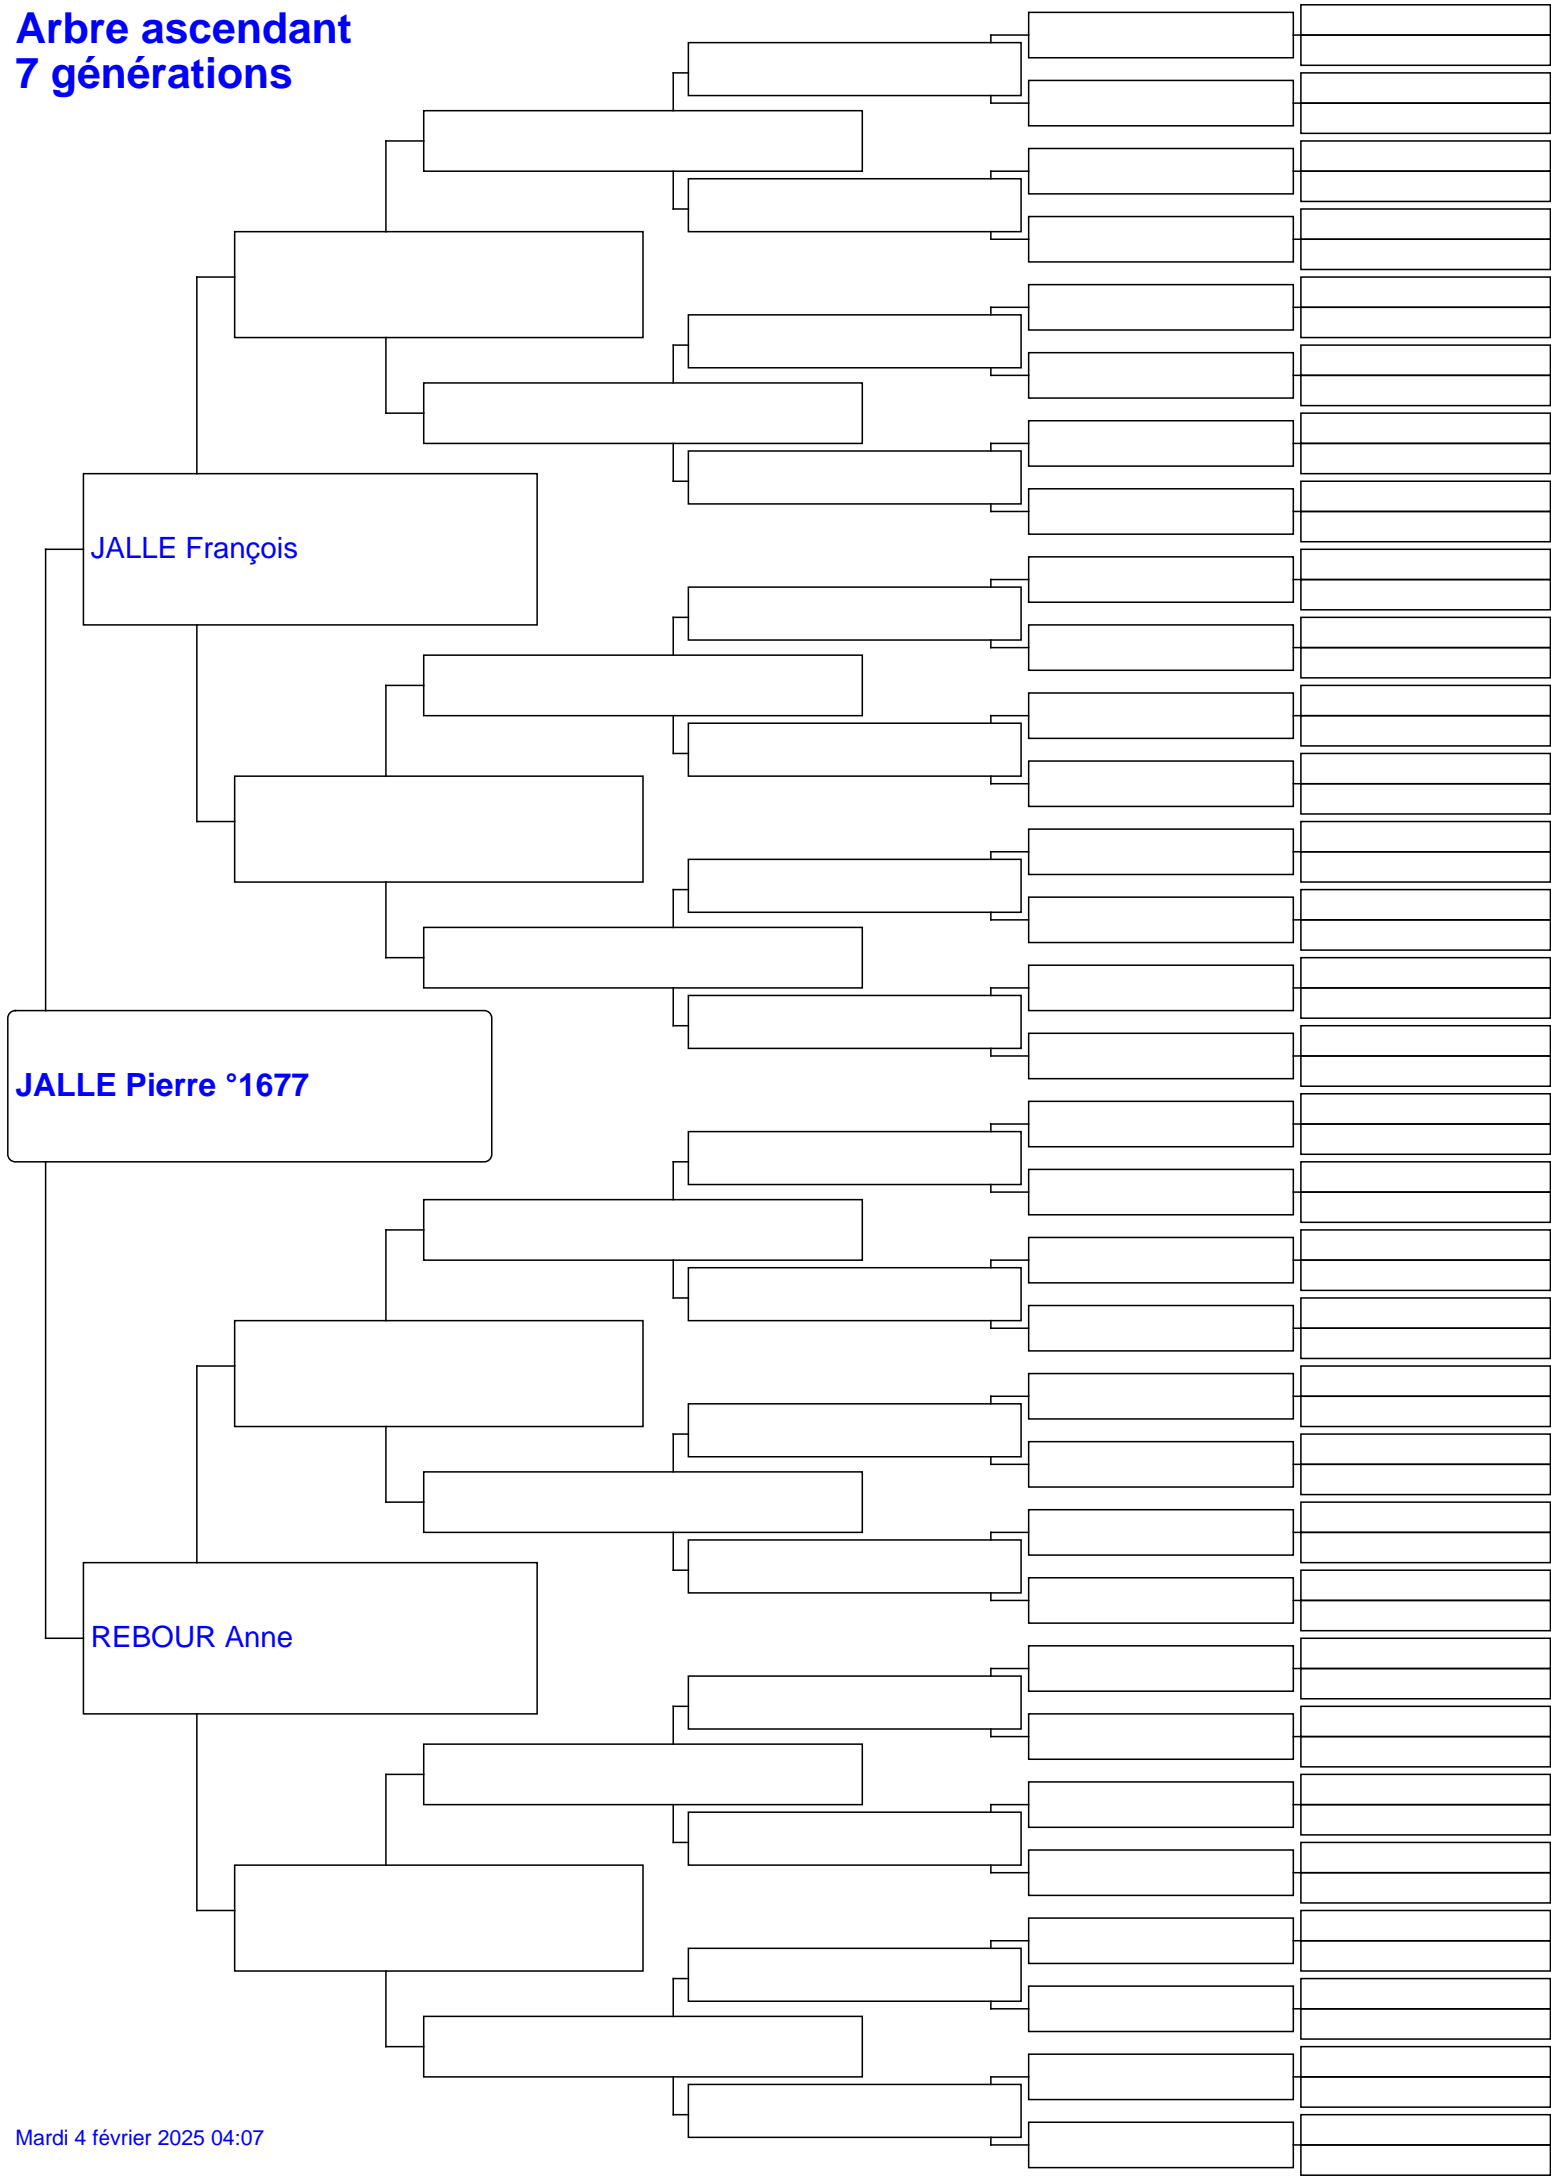 Arbre ascendant
7 générations
JALLE François
JALLE Pierre °1677
REBOUR Anne
Mardi 4 février 2025 04:07